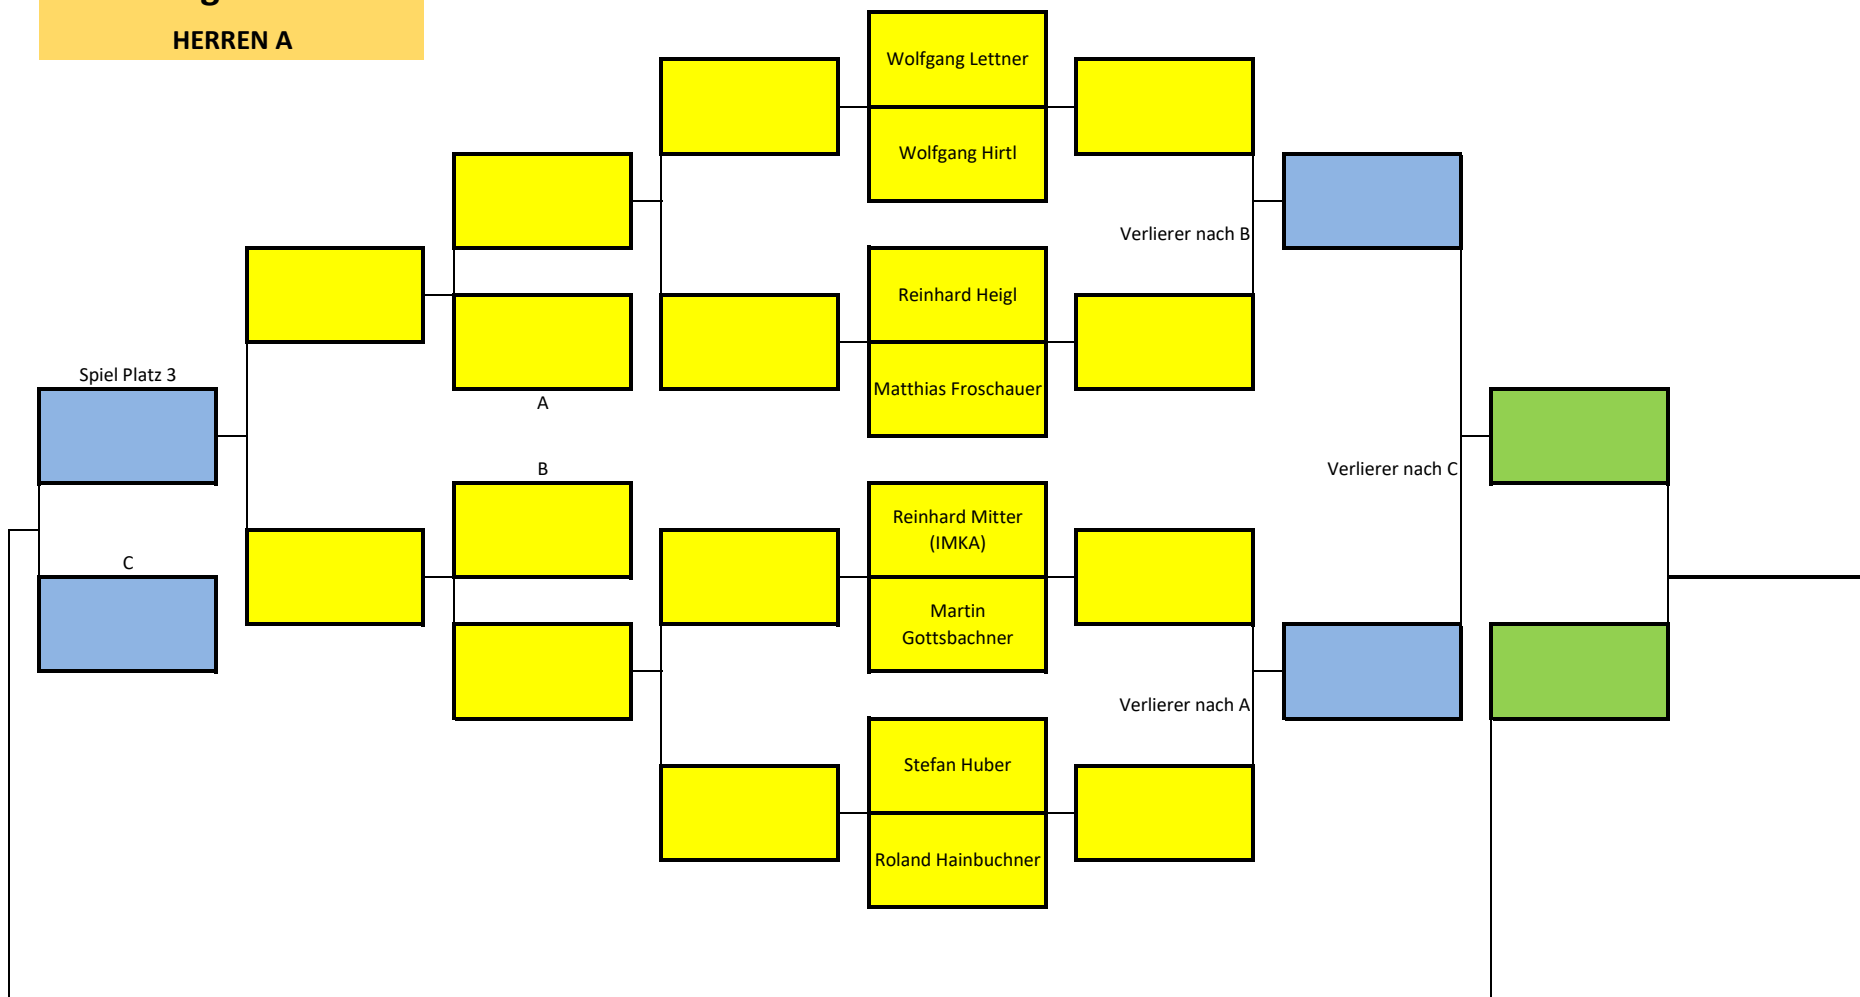 HERREN A
Wolfgang Lettner
Wolfgang Hirtl
Verlierer nach B
Reinhard Heigl
Spiel Platz 3
Matthias Froschauer
A
B
Verlierer nach C
Reinhard Mitter
(IMKA)
C
Martin
Gottsbachner
Verlierer nach A
Stefan Huber
Roland Hainbuchner